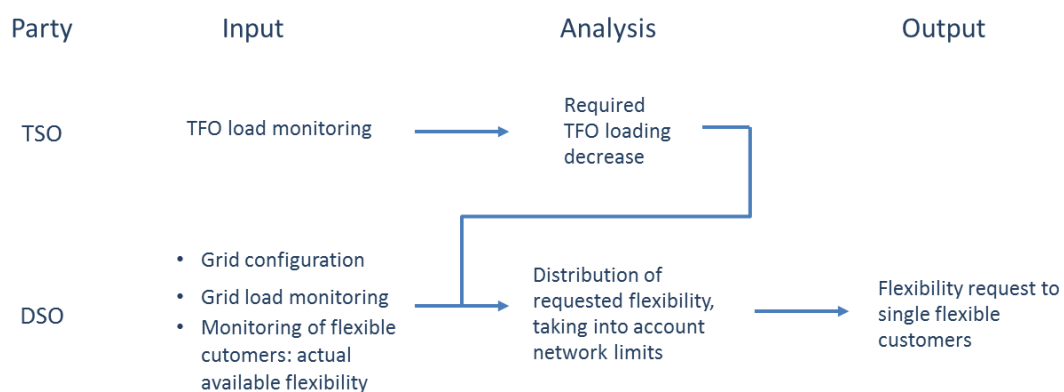 Party Input Analysis Output
TSO
TFO load monitoring
Required
TFO loading
decrease
DSO
• Grid configuration
• Grid load monitoring
• Monitoring of flexible
cutomers: actual
available flexibility
Distribution of
requested flexibility,
taking into account
network limits
Flexibility request to
single flexible
customers